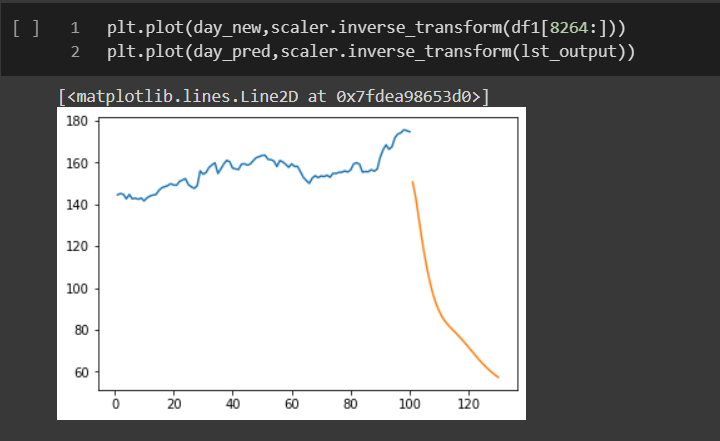 [ ] 1 plt.plot(day_new,scaler.inverse_transform(df1[8264:]))
2 plt.plot(day_pred,scaler.inverse_transform(lst_output))
[<matplotlib.lines.Line2D at 0x7fdea98653d0>]
180
160
140
120
100
80
60
0 20 40 60 80 100 120